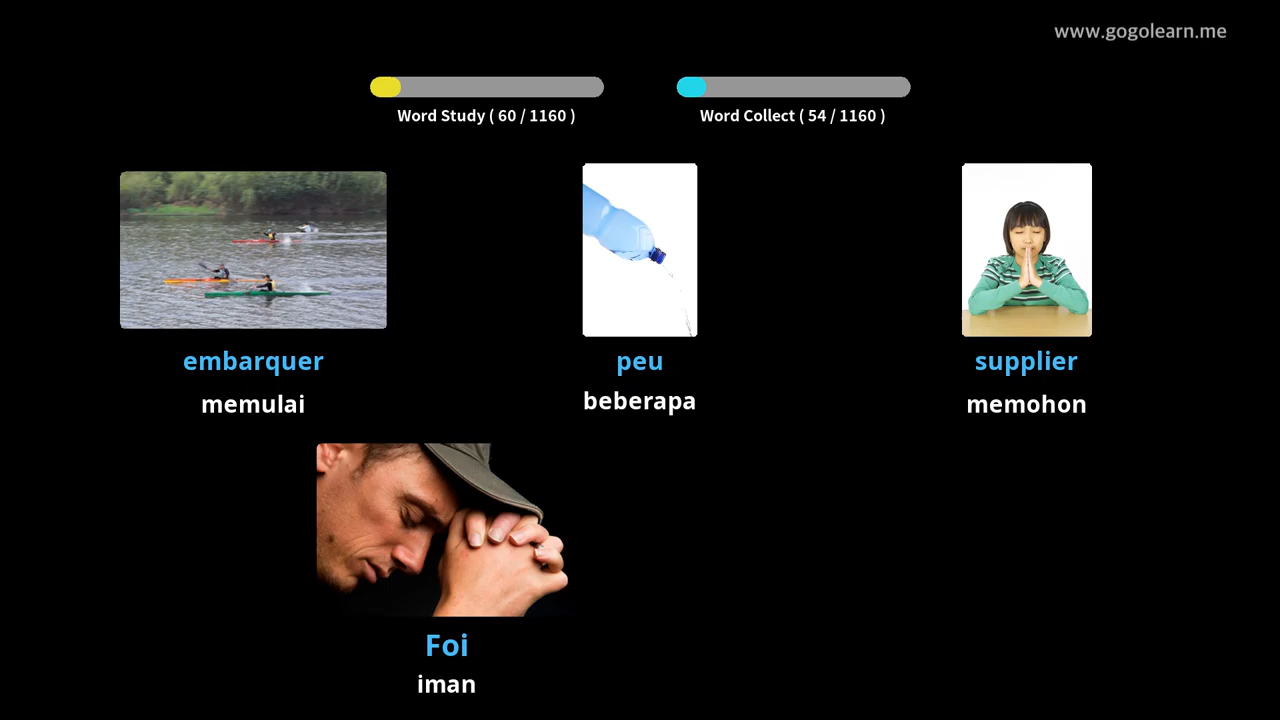 www.gogolearn.me
Word Study ( 60 / 1160 )
Word Collect ( 54 / 1160 )
embarquer
memulai
peu
beberapa
supplier
memohon
Foi
iman